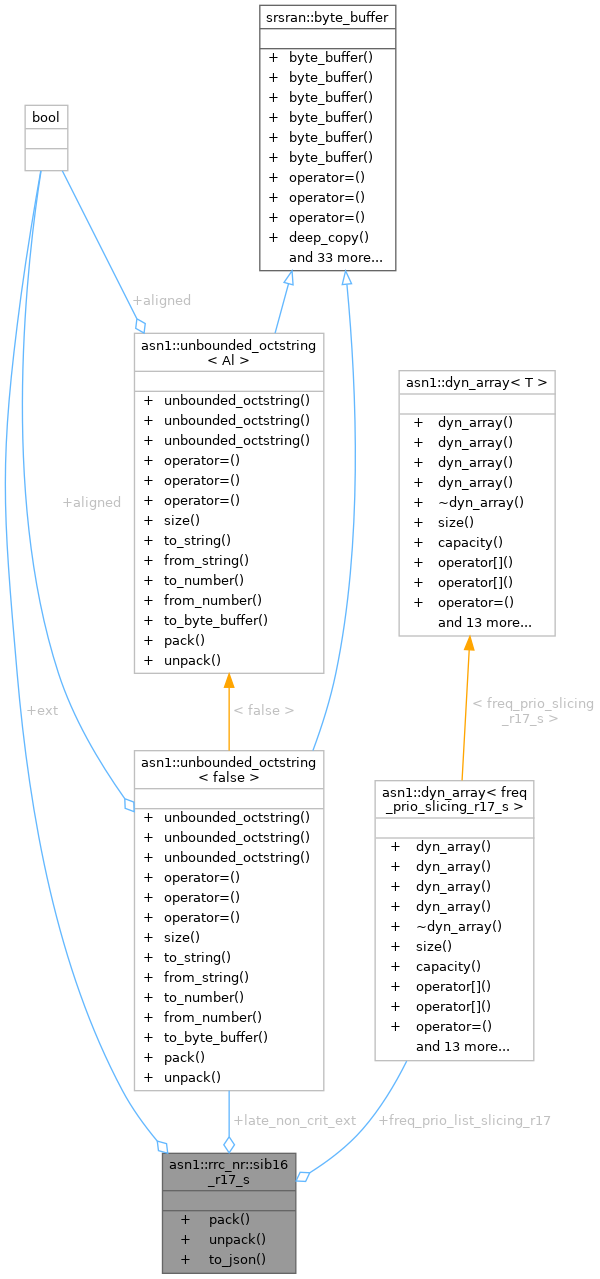 srsran::byte_buffer
+ byte_buffer()
+ byte_buffer()
+ byte_buffer()
+ byte_buffer()
+ byte_buffer()
+ byte_buffer()
+ operator=()
+ operator=()
+ operator=()
+ deep_copy()
and 33 more...
bool
+aligned
asn1::unbounded_octstring
< Al >
+ unbounded_octstring()
+ unbounded_octstring()
+ unbounded_octstring()
+ operator=()
+ operator=()
+ operator=()
+ size()
+ to_string()
+ from_string()
+ to_number()
+ from_number()
+ to_byte_buffer()
+ pack()
+ unpack()
asn1::dyn_array< T >
+ dyn_array()
+ dyn_array()
+ dyn_array()
+ dyn_array()
+ ~dyn_array()
+ size()
+ capacity()
+ operator[]()
+ operator[]()
+ operator=()
and 13 more...
+aligned
+ext
< false >
< freq_prio_slicing
_r17_s >
asn1::unbounded_octstring
< false >
+ unbounded_octstring()
+ unbounded_octstring()
+ unbounded_octstring()
+ operator=()
+ operator=()
+ operator=()
+ size()
+ to_string()
+ from_string()
+ to_number()
+ from_number()
+ to_byte_buffer()
+ pack()
+ unpack()
asn1::dyn_array< freq
_prio_slicing_r17_s >
+ dyn_array()
+ dyn_array()
+ dyn_array()
+ dyn_array()
+ ~dyn_array()
+ size()
+ capacity()
+ operator[]()
+ operator[]()
+ operator=()
and 13 more...
+late_non_crit_ext
+freq_prio_list_slicing_r17
asn1::rrc_nr::sib16
_r17_s
+ pack()
+ unpack()
+ to_json()